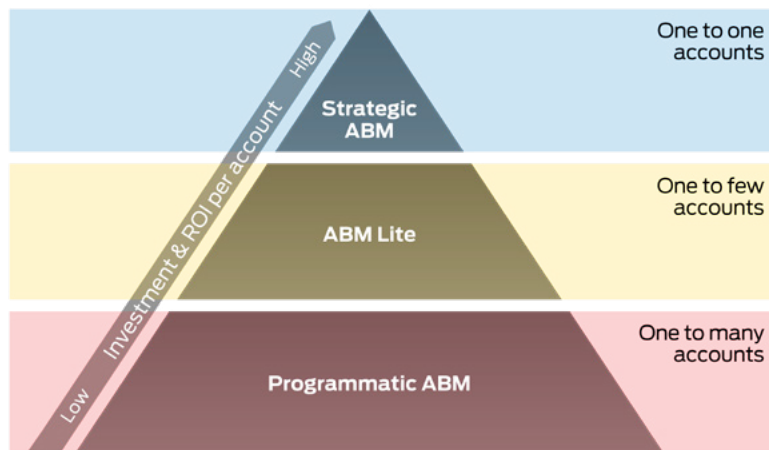 One to one
accounts
High
Strategic
ABM
Investment & ROI per account
One to few
accounts
ABM Lite
One to many
accounts
Programmatic ABM
Low